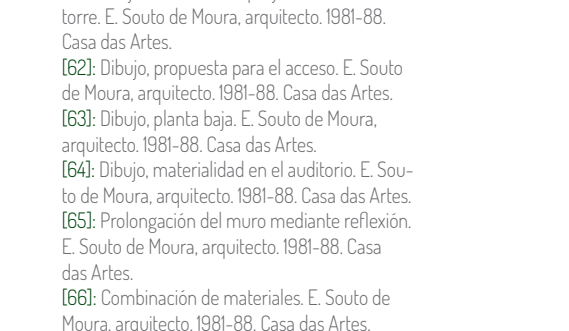 torre. E. Souto de Moura, arquitecto. 1981-88.
Casa das Artes.
[62]: Dibujo, propuesta para el acceso. E. Souto
de Moura, arquitecto. 1981-88. Casa das Artes.
[63]: Dibujo, planta baja. E. Souto de Moura,
arquitecto. 1981-88. Casa das Artes.
[64]: Dibujo, materialidad en el auditorio. E. Sou-
to de Moura, arquitecto. 1981-88. Casa das Artes.
[65]: Prolongación del muro mediante reflexión.
E. Souto de Moura, arquitecto. 1981-88. Casa
das Artes.
[66]: Combinación de materiales. E. Souto de
Moura, arquitecto. 1981-88. Casa das Artes.